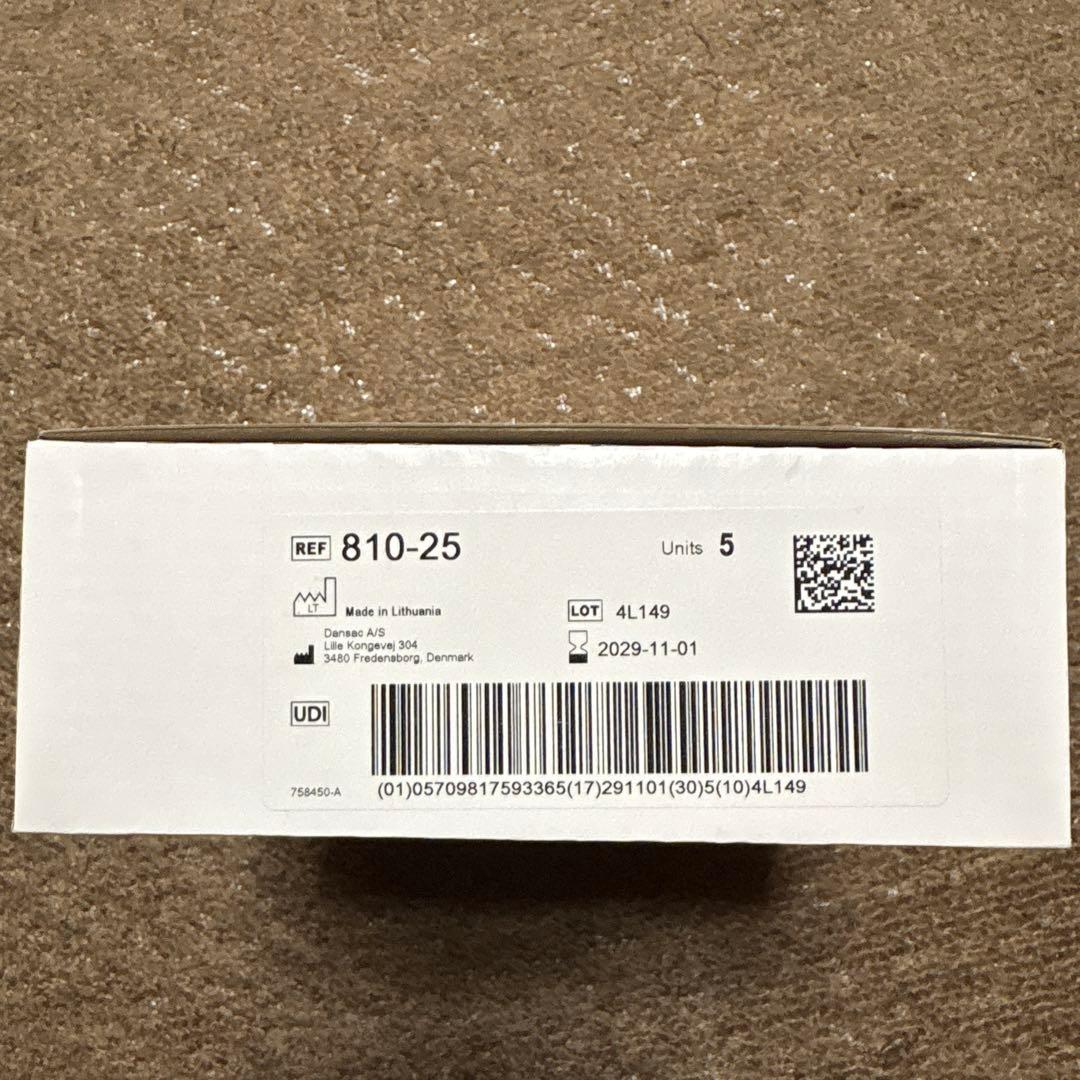 REF 810-25
Units 5
LT Made in Lithuania
LOT 4L149
Dansac A/S
Lille Kongevej 304
3480 Fredensborg, Denmark
2029-11-01
UDI
758450-A
(01)05709817593365(17)291101(30)5(10)4L149